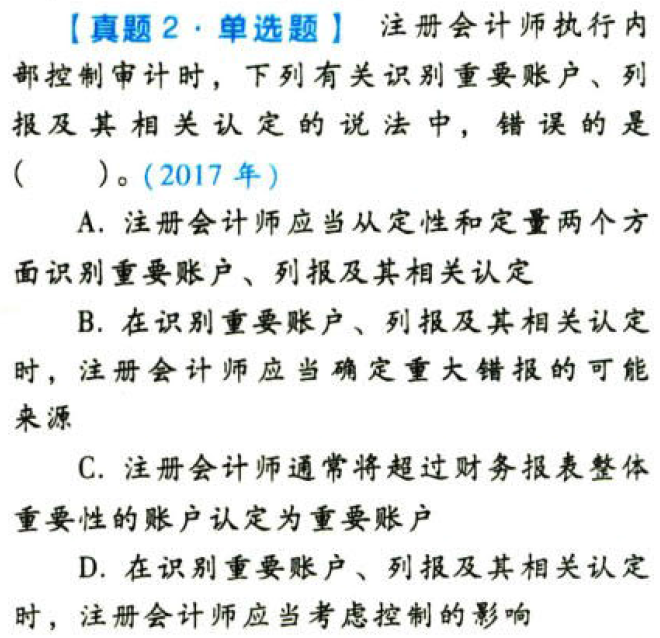 【真题2·单选题】 注册会计师执行内
部控制审计时，下列有关识别重要账户、列
报及其相关认定的说法中，错误的是
(  )。(2017年)
A. 注册会计师应当从定性和定量两个方
面识别重要账户、列报及其相关认定
B. 在识别重要账户、列报及其相关认定
时，注册会计师应当确定重大错报的可能
来源
C. 注册会计师通常将超过财务报表整体
重要性的账户认定为重要账户
D. 在识别重要账户、列报及其相关认定
时，注册会计师应当考虑控制的影响